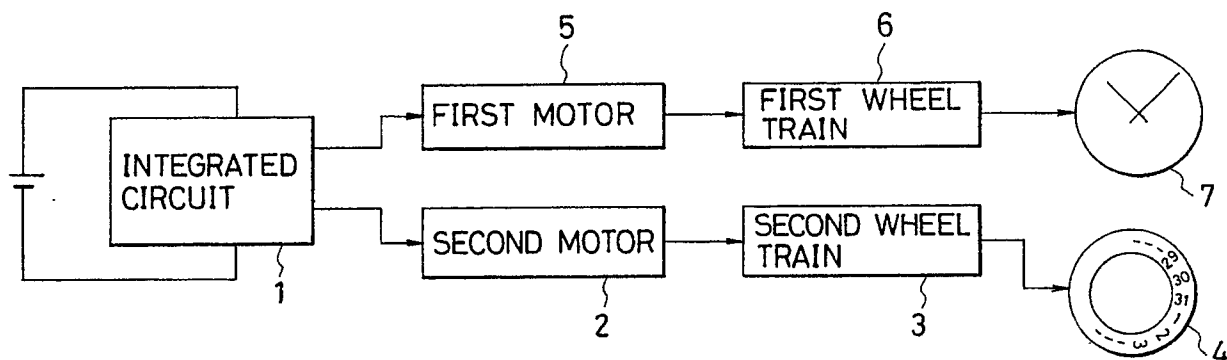 5
6
FIRST MOTOR
FIRST WHEEL
TRAIN
INTEGRATED
CIRCUIT
7
SECOND MOTOR
SECOND WHEEL
TRAIN
1
2
3
4
29
30
31
1
2
3